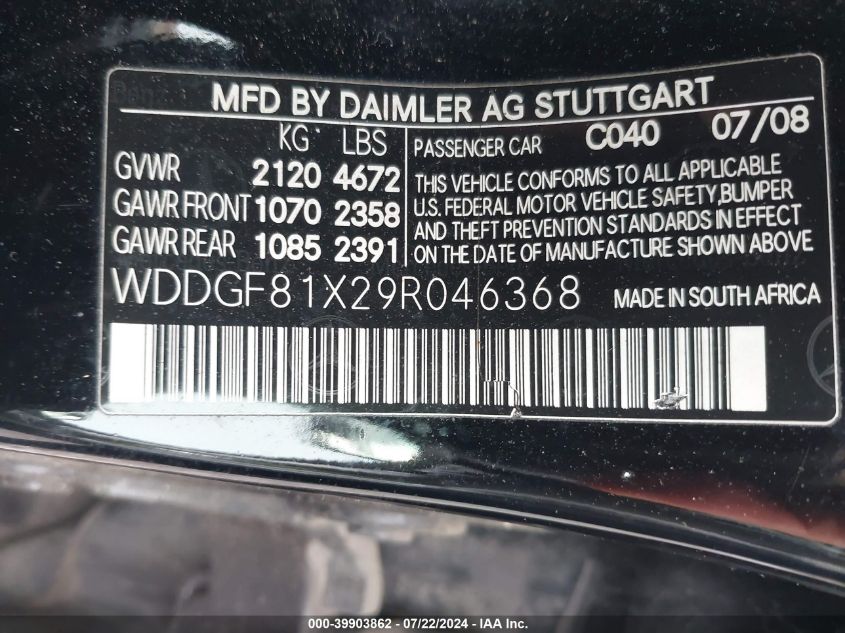 MFD BY DAIMLER AG STUTTGART
KG LBS
GVWR 2120 4672
GAWR FRONT 1070 2358
GAWR REAR 1085 2391
PASSENGER CAR C040 07/08
THIS VEHICLE CONFORMS TO ALL APPLICABLE
U.S. FEDERAL MOTOR VEHICLE SAFETY, BUMPER
AND THEFT PREVENTION STANDARDS IN EFFECT
ON THE DATE OF MANUFACTURE SHOWN ABOVE
WDDGF81X29R046368 MADE IN SOUTH AFRICA
000-39903862 - 07/22/2024 - IAA Inc.